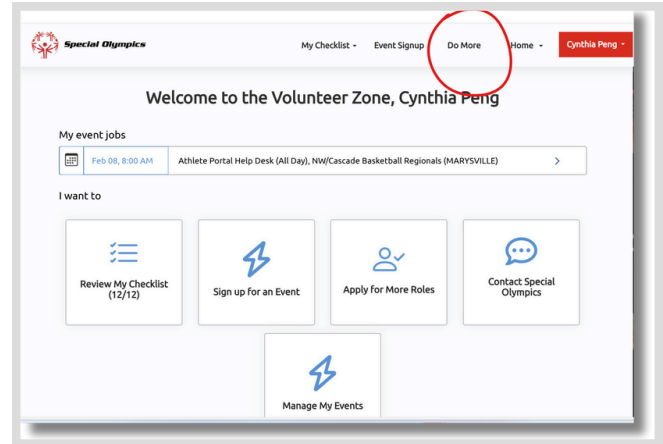 Special Olympics
My Checklist
Event Signup
Do More
Home
Cynthia Peng
Welcome to the Volunteer Zone, Cynthia Peng
My event jobs
Feb 08, 8:00 AM
Athlete Portal Help Desk (All Day), NW/Cascade Basketball Regionals (MARYSVILLE)
I want to
Review My Checklist
(12/12)
Sign up for an Event
Apply for More Roles
Contact Special
Olympics
Manage My Events